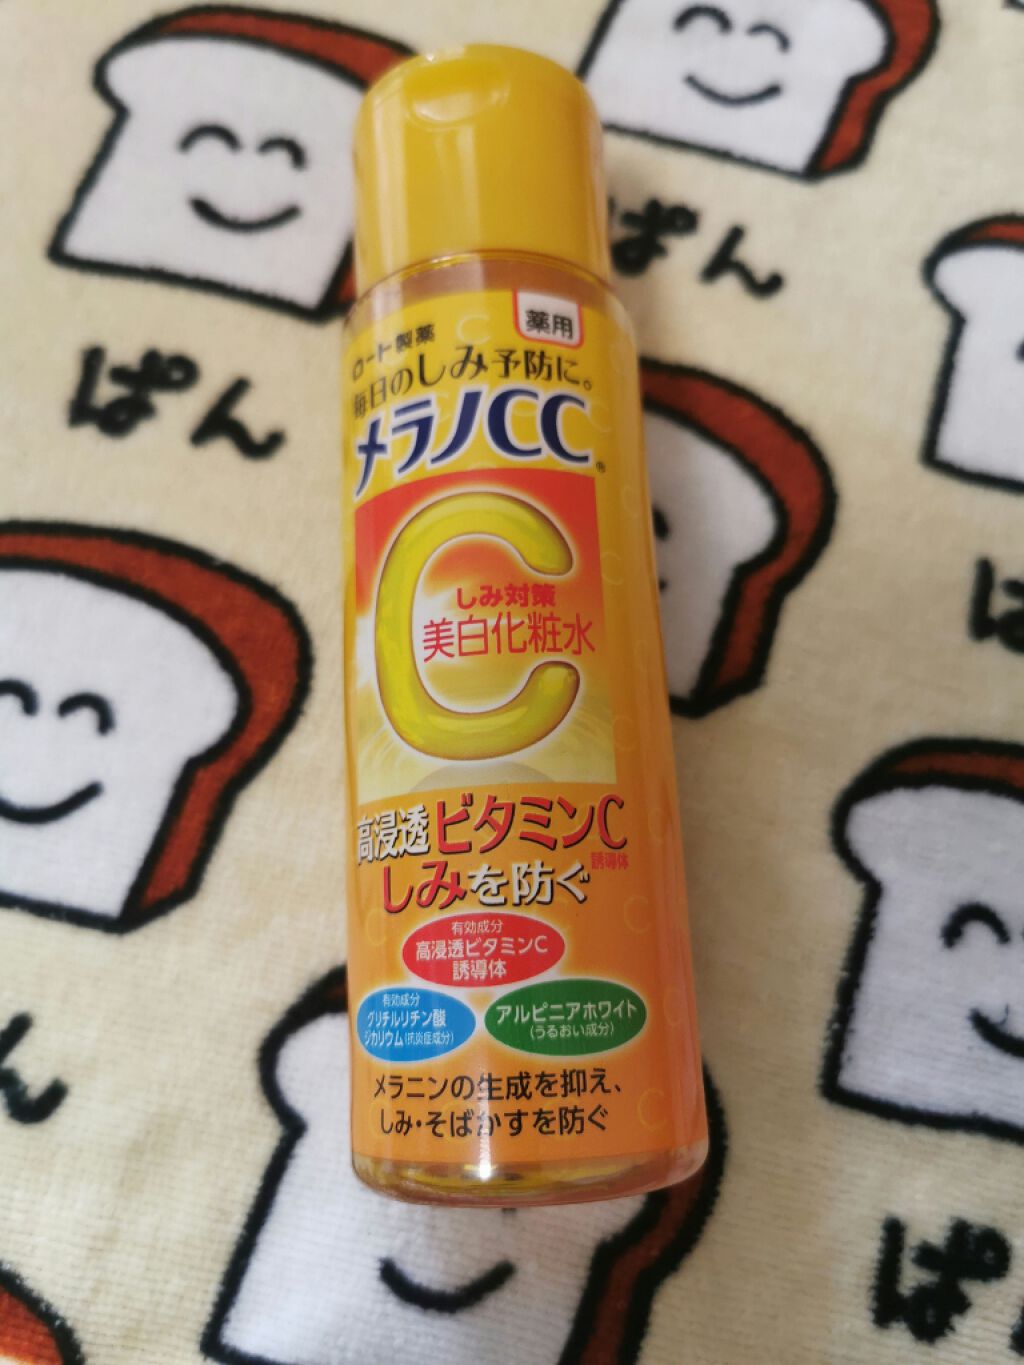 ぱん
ぱん
薬用
ロート製薬
毎日のしみ予防に。
メラノCC®
C
しみ対策
美白化粧水
高浸透ビタミンC
誘導体
しみを防ぐ
有効成分
高浸透ビタミンC
誘導体
有効成分
グリチルリチン酸
ジカリウム(抗炎症成分)
アルピニアホワイト
(うるおい成分)
メラニンの生成を抑え、
しみ・そばかすを防ぐ
ぱ
ん
ぱ